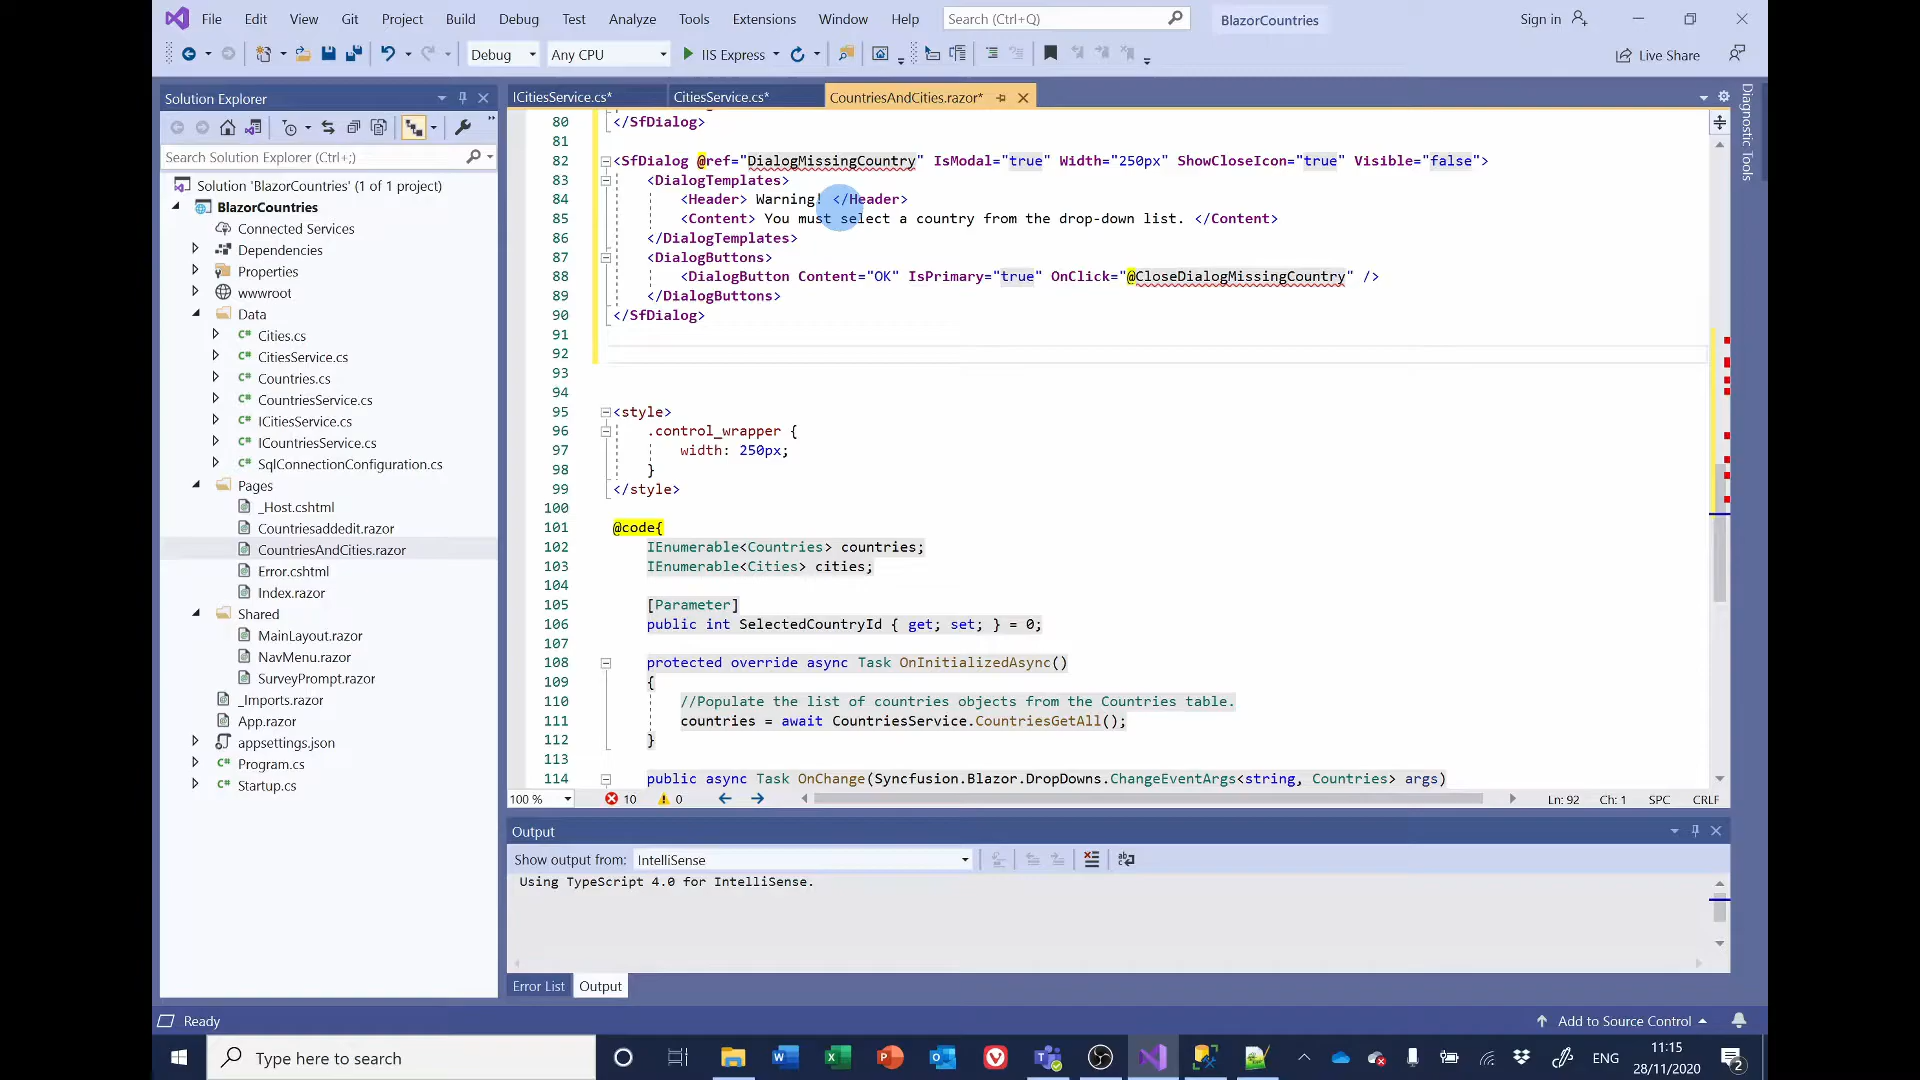 File Edit View Git Project Build Debug Test Analyze Tools Extensions Window Help Search (Ctrl+Q) BlazorCountries Sign in
Debug Any CPU IIS Express Live Share
Solution Explorer
Search Solution Explorer (Ctrl+;)
Solution 'BlazorCountries' (1 of 1 project)
BlazorCountries
Connected Services
Dependencies
Properties
wwwroot
Data
C# Cities.cs
C# CitiesService.cs
C# Countries.cs
C# CountriesService.cs
C# ICitiesService.cs
C# ICountriesService.cs
C# SqlConnectionConfiguration.cs
Pages
_Host.cshtml
Countriesaddedit.razor
CountriesAndCities.razor
Error.cshtml
Index.razor
Shared
MainLayout.razor
NavMenu.razor
SurveyPrompt.razor
_Imports.razor
App.razor
appsettings.json
C# Program.cs
C# Startup.cs
ICitiesService.cs* CitiesService.cs* CountriesAndCities.razor*
80 </SfDialog>
81
82 <SfDialog @ref="DialogMissingCountry" IsModal="true" Width="250px" ShowCloseIcon="true" Visible="false">
83 <DialogTemplates>
84 <Header> Warning! </Header>
85 <Content> You must select a country from the drop-down list. </Content>
86 </DialogTemplates>
87 <DialogButtons>
88 <DialogButton Content="OK" IsPrimary="true" OnClick="@CloseDialogMissingCountry" />
89 </DialogButtons>
90 </SfDialog>
91
92
93
94
95 <style>
96 .control_wrapper {
97 width: 250px;
98 }
99 </style>
100
101 @code{
102 IEnumerable<Countries> countries;
103 IEnumerable<Cities> cities;
104
105 [Parameter]
106 public int SelectedCountryId { get; set; } = 0;
107
108 protected override async Task OnInitializedAsync()
109 {
110 //Populate the list of countries objects from the Countries table.
111 countries = await CountriesService.CountriesGetAll();
112 }
113
114 public async Task OnChange(Syncfusion.Blazor.DropDowns.ChangeEventArgs<string, Countries> args)
100 % 10 0 Ln: 92 Ch: 1 SPC CRLF
Diagnostic Tools
Output
Show output from: IntelliSense
Using TypeScript 4.0 for IntelliSense.
Error List Output
Ready Add to Source Control
Type here to search ENG 11:15
28/11/2020 2